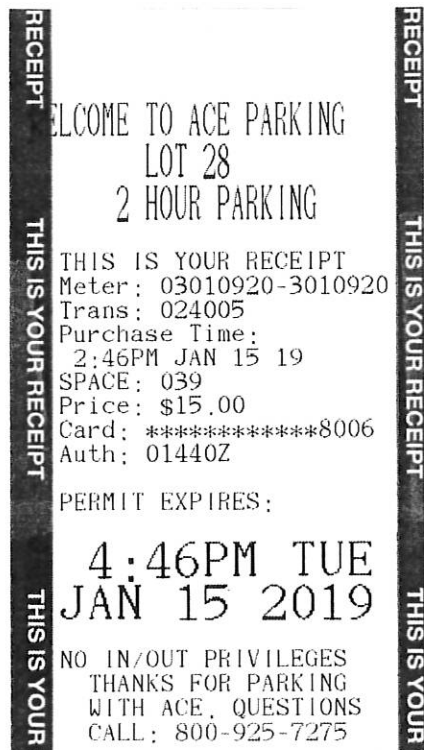 ELCOME TO ACE PARKING
LOT 28
2 HOUR PARKING
THIS IS YOUR RECEIPT
Meter: 03010920-3010920
Trans: 024005
Purchase Time:
2:46PM JAN 15 19
SPACE: 039
Price: $15.00
Card: ************8006
Auth: 01440Z
PERMIT EXPIRES:
4:46PM TUE
JAN 15 2019
NO IN/OUT PRIVILEGES
THANKS FOR PARKING
WITH ACE, QUESTIONS
CALL: 800-925-7275
RECEIPT
THIS IS YOUR RECEIPT
THIS IS YOUR
RECEIPT
THIS IS YOUR RECEIPT
THIS IS YOUR